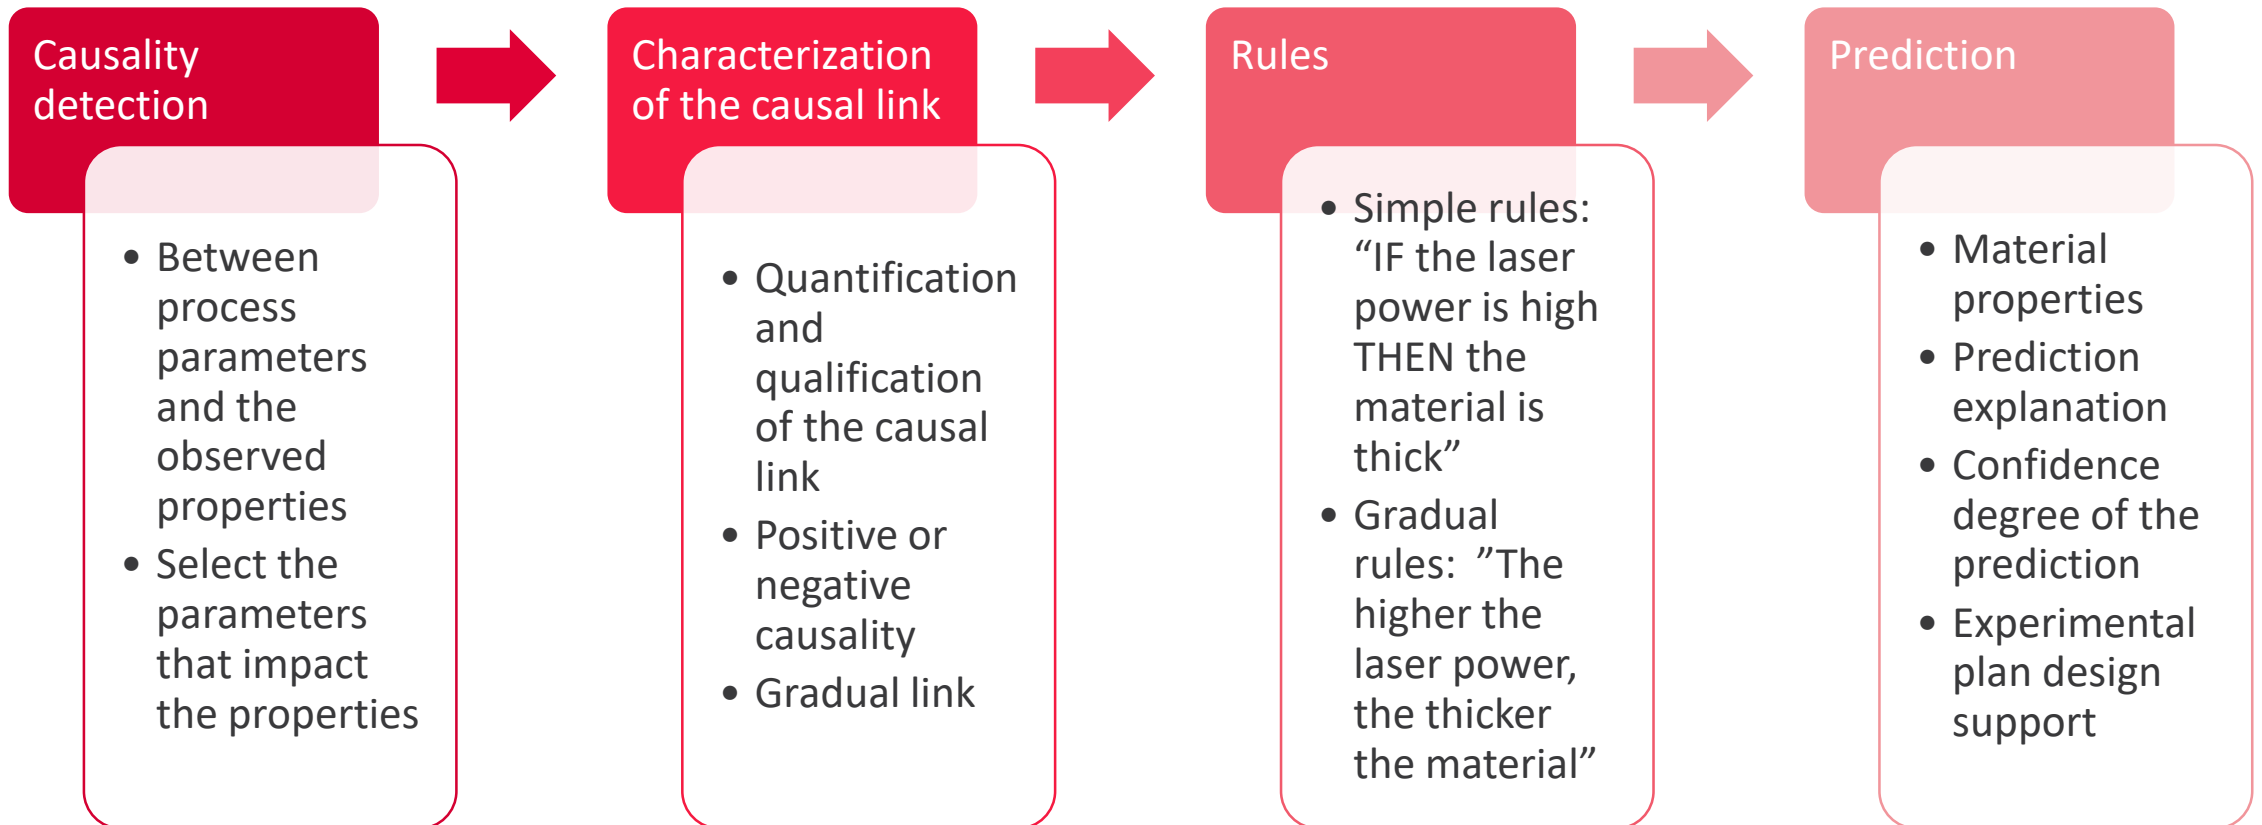 Causality
detection
• Between
process
parameters
and the
observed
properties
• Select the
parameters
that impact
the properties
Characterization
of the causal link
• Quantification
and
qualification
of the causal
link
• Positive or
negative
causality
• Gradual link
Rules
• Simple rules:
“IF the laser
power is high
THEN the
material is
thick”
• Gradual
rules:  ”The
higher the
laser power,
the thicker
the material”
Prediction
• Material
properties
• Prediction
explanation
• Confidence
degree of the
prediction
• Experimental
plan design
support